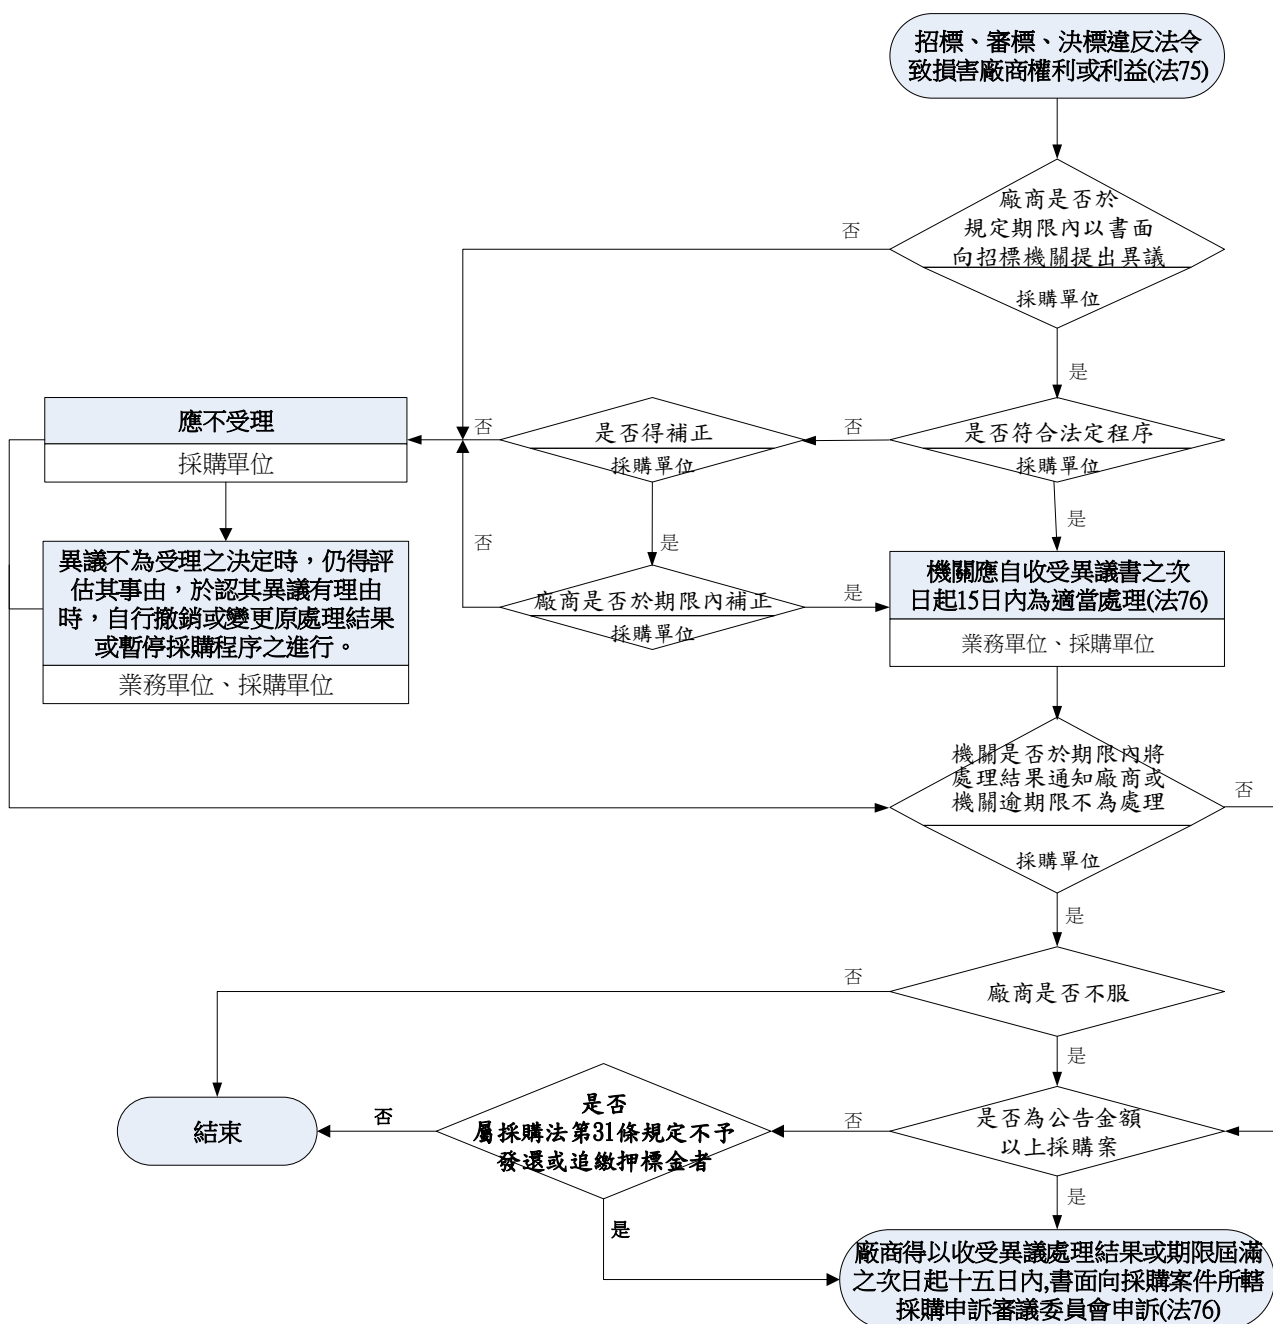 招標、審標、決標違反法令
致損害廠商權利或利益(法75)
廠商是否於
規定期限內以書面
向招標機關提出異議
採購單位
否
是
是否符合法定程序
採購單位
否
是
是否得補正
採購單位
否
是
應不受理
採購單位
異議不為受理之決定時，仍得評
估其事由，於認其異議有理由
時，自行撤銷或變更原處理結果
或暫停採購程序之進行。
業務單位、採購單位
廠商是否於期限內補正
採購單位
否
是
機關應自收受異議書之次
日起15日內為適當處理(法76)
業務單位、採購單位
機關是否於期限內將
處理結果通知廠商或
機關逾期限不為處理
採購單位
否
是
廠商是否不服
否
是
是否為公告金額
以上採購案
否
是
是否
屬採購法第31條規定不予
發還或追繳押標金者
否
是
結束
廠商得以收受異議處理結果或期限屆滿
之次日起十五日內,書面向採購案件所轄
採購申訴審議委員會申訴(法76)